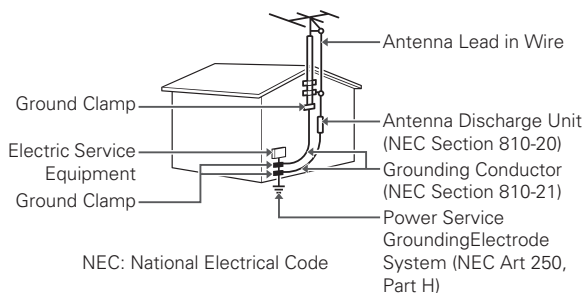 Antenna Lead in Wire
Ground Clamp
Antenna Discharge Unit
(NEC Section 810-20)
Electric Service
Equipment
Grounding Conductor
(NEC Section 810-21)
Ground Clamp
Power Service
GroundingElectrode
System (NEC Art 250,
Part H)
NEC: National Electrical Code